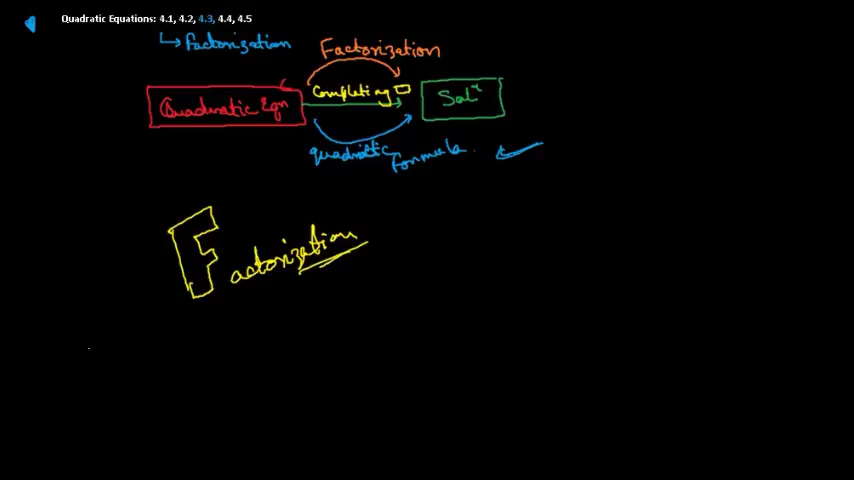 Quadratic Equations: 4.1, 4.2, 4.3, 4.4, 4.5
↳ factorization
Factorization
Quadratic Eqn
Completing □
Solⁿ
quadratic formula
Factorization